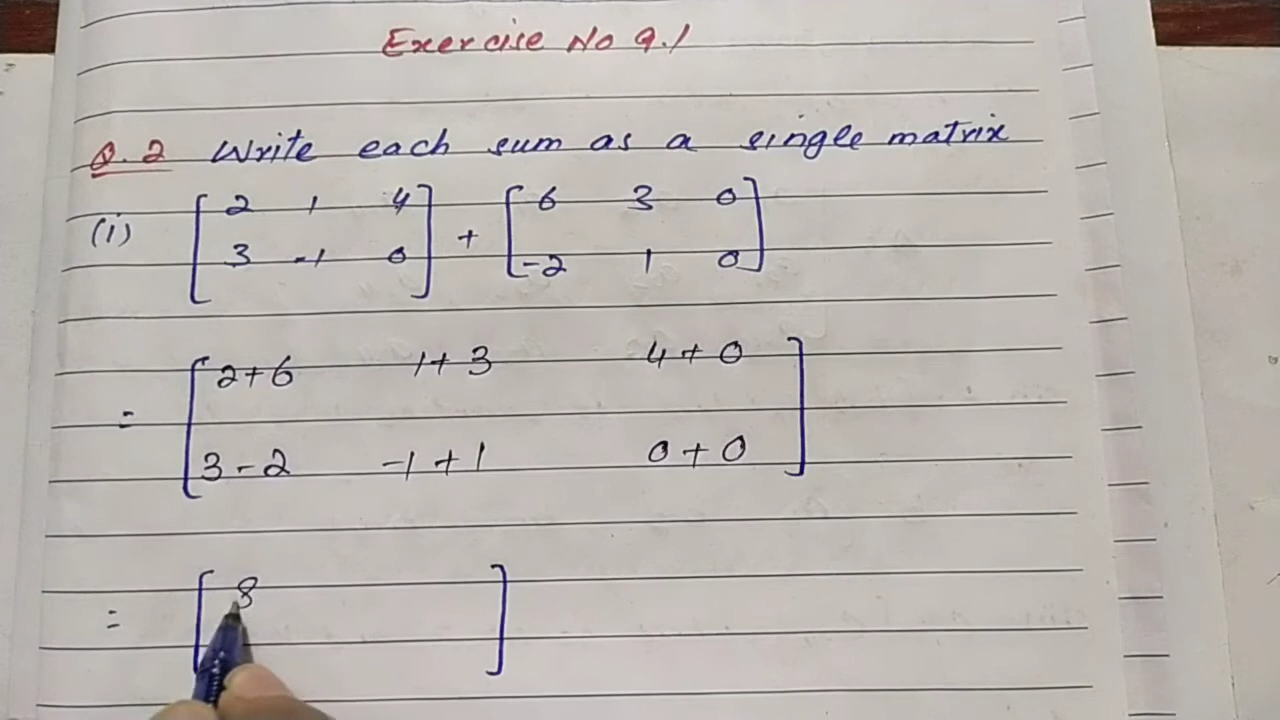 Exercise No 9.1
Q.2 Write each sum as a single matrix
(i) [ 2 1 4 ] + [ 6 3 0 ]
[ 3 -1 0 ] [ -2 1 0 ]
= [ 2+6 1+3 4+0 ]
[ 3-2 -1+1 0+0 ]
= [ 8 ]